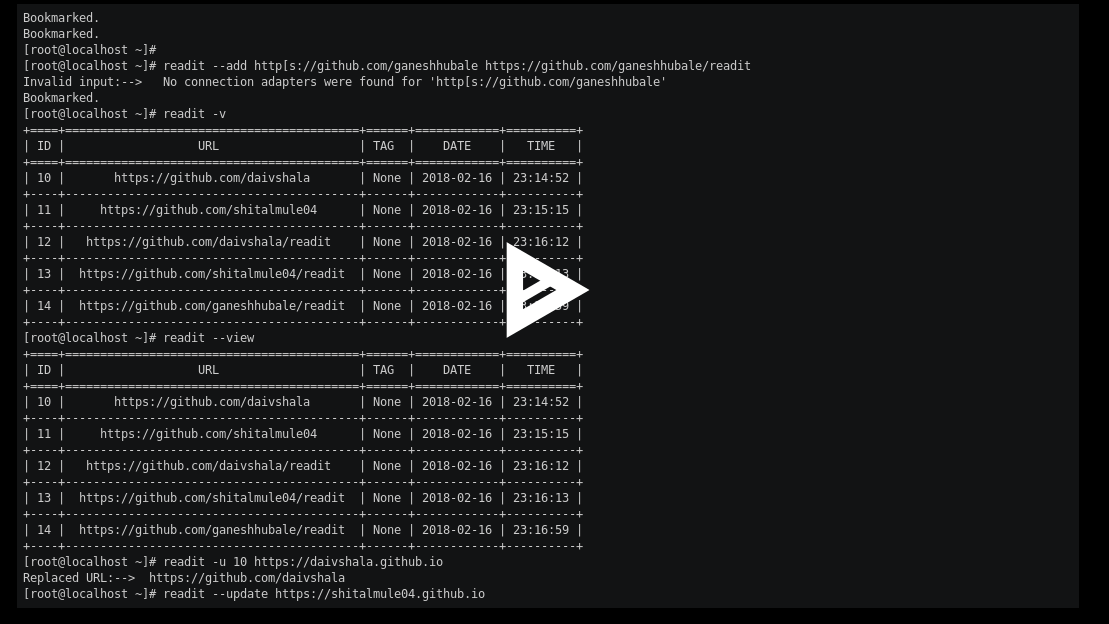 Bookmarked.
Bookmarked.
[root@localhost ~]#
[root@localhost ~]# readit --add http[s://github.com/ganeshhubale https://github.com/ganeshhubale/readit
Invalid input:-->   No connection adapters were found for 'http[s://github.com/ganeshhubale'
Bookmarked.
[root@localhost ~]# readit -v
+====+==========================================+======+============+==========+
| ID |                   URL                    | TAG  |    DATE    |   TIME   |
+====+==========================================+======+============+==========+
| 10 |       https://github.com/daivshala       | None | 2018-02-16 | 23:14:52 |
+----+------------------------------------------+------+------------+----------+
| 11 |     https://github.com/shitalmule04      | None | 2018-02-16 | 23:15:15 |
+----+------------------------------------------+------+------------+----------+
| 12 |   https://github.com/daivshala/readit    | None | 2018-02-16 | 23:16:12 |
+----+------------------------------------------+------+------------+----------+
| 13 |  https://github.com/shitalmule04/readit  | None | 2018-02-16 | |
+----+------------------------------------------+------+------------+----------+
| 14 |  https://github.com/ganeshhubale/readit  | None | 2018-02-16 | |
+----+------------------------------------------+------+------------+----------+
[root@localhost ~]# readit --view
+====+==========================================+======+============+==========+
| ID |                   URL                    | TAG  |    DATE    |   TIME   |
+====+==========================================+======+============+==========+
| 10 |       https://github.com/daivshala       | None | 2018-02-16 | 23:14:52 |
+----+------------------------------------------+------+------------+----------+
| 11 |     https://github.com/shitalmule04      | None | 2018-02-16 | 23:15:15 |
+----+------------------------------------------+------+------------+----------+
| 12 |   https://github.com/daivshala/readit    | None | 2018-02-16 | 23:16:12 |
+----+------------------------------------------+------+------------+----------+
| 13 |  https://github.com/shitalmule04/readit  | None | 2018-02-16 | 23:16:13 |
+----+------------------------------------------+------+------------+----------+
| 14 |  https://github.com/ganeshhubale/readit  | None | 2018-02-16 | 23:16:59 |
+----+------------------------------------------+------+------------+----------+
[root@localhost ~]# readit -u 10 https://daivshala.github.io
Replaced URL:-->  https://github.com/daivshala
[root@localhost ~]# readit --update https://shitalmule04.github.io